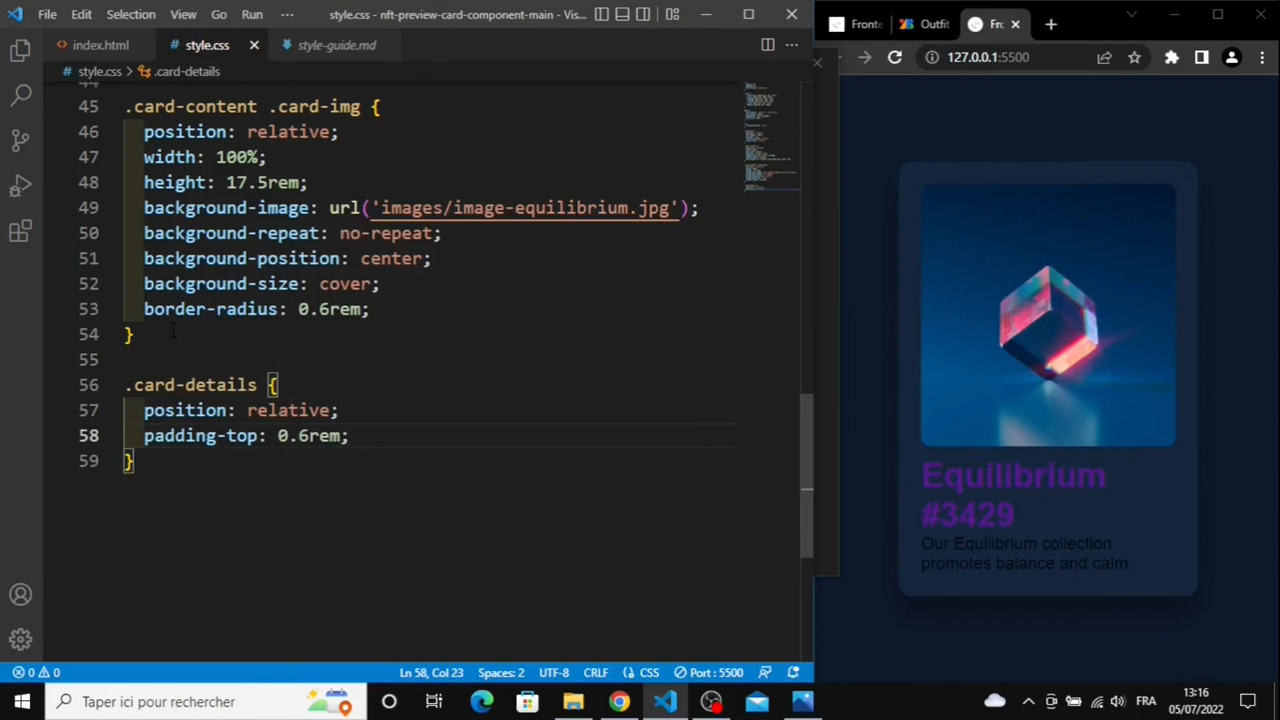 File Edit Selection View Go Run ··· style.css - nft-preview-card-component-main - Vis...
Fronte Outfit Fro
index.html style.css style-guide.md
127.0.0.1:5500
style.css > .card-details
44
45 .card-content .card-img {
46 position: relative;
47 width: 100%;
48 height: 17.5rem;
49 background-image: url('images/image-equilibrium.jpg');
50 background-repeat: no-repeat;
51 background-position: center;
52 background-size: cover;
53 border-radius: 0.6rem;
54 }
55
56 .card-details {
57 position: relative;
58 padding-top: 0.6rem;
59 }
Equilibrium
#3429
Our Equilibrium collection
promotes balance and calm.
0 0 Ln 58, Col 23 Spaces: 2 UTF-8 CRLF {} CSS Port : 5500
Taper ici pour rechercher
FRA
13:16
05/07/2022